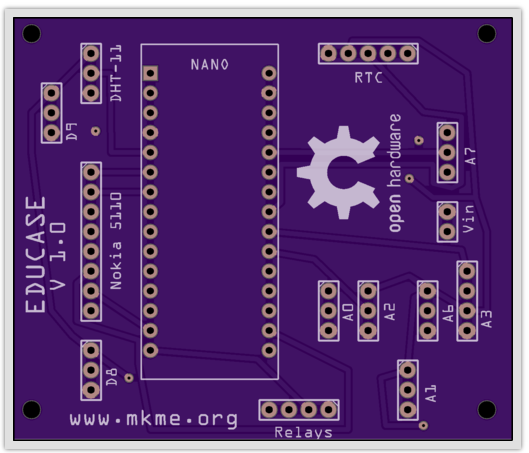 NANO
DHT-11
RTC
D9
open hardware
A7
Nokia 5110
EDUCASE
V 1.0
Vin
A0
A2
A6
A3
D8
A1
www.mkme.org
Relays